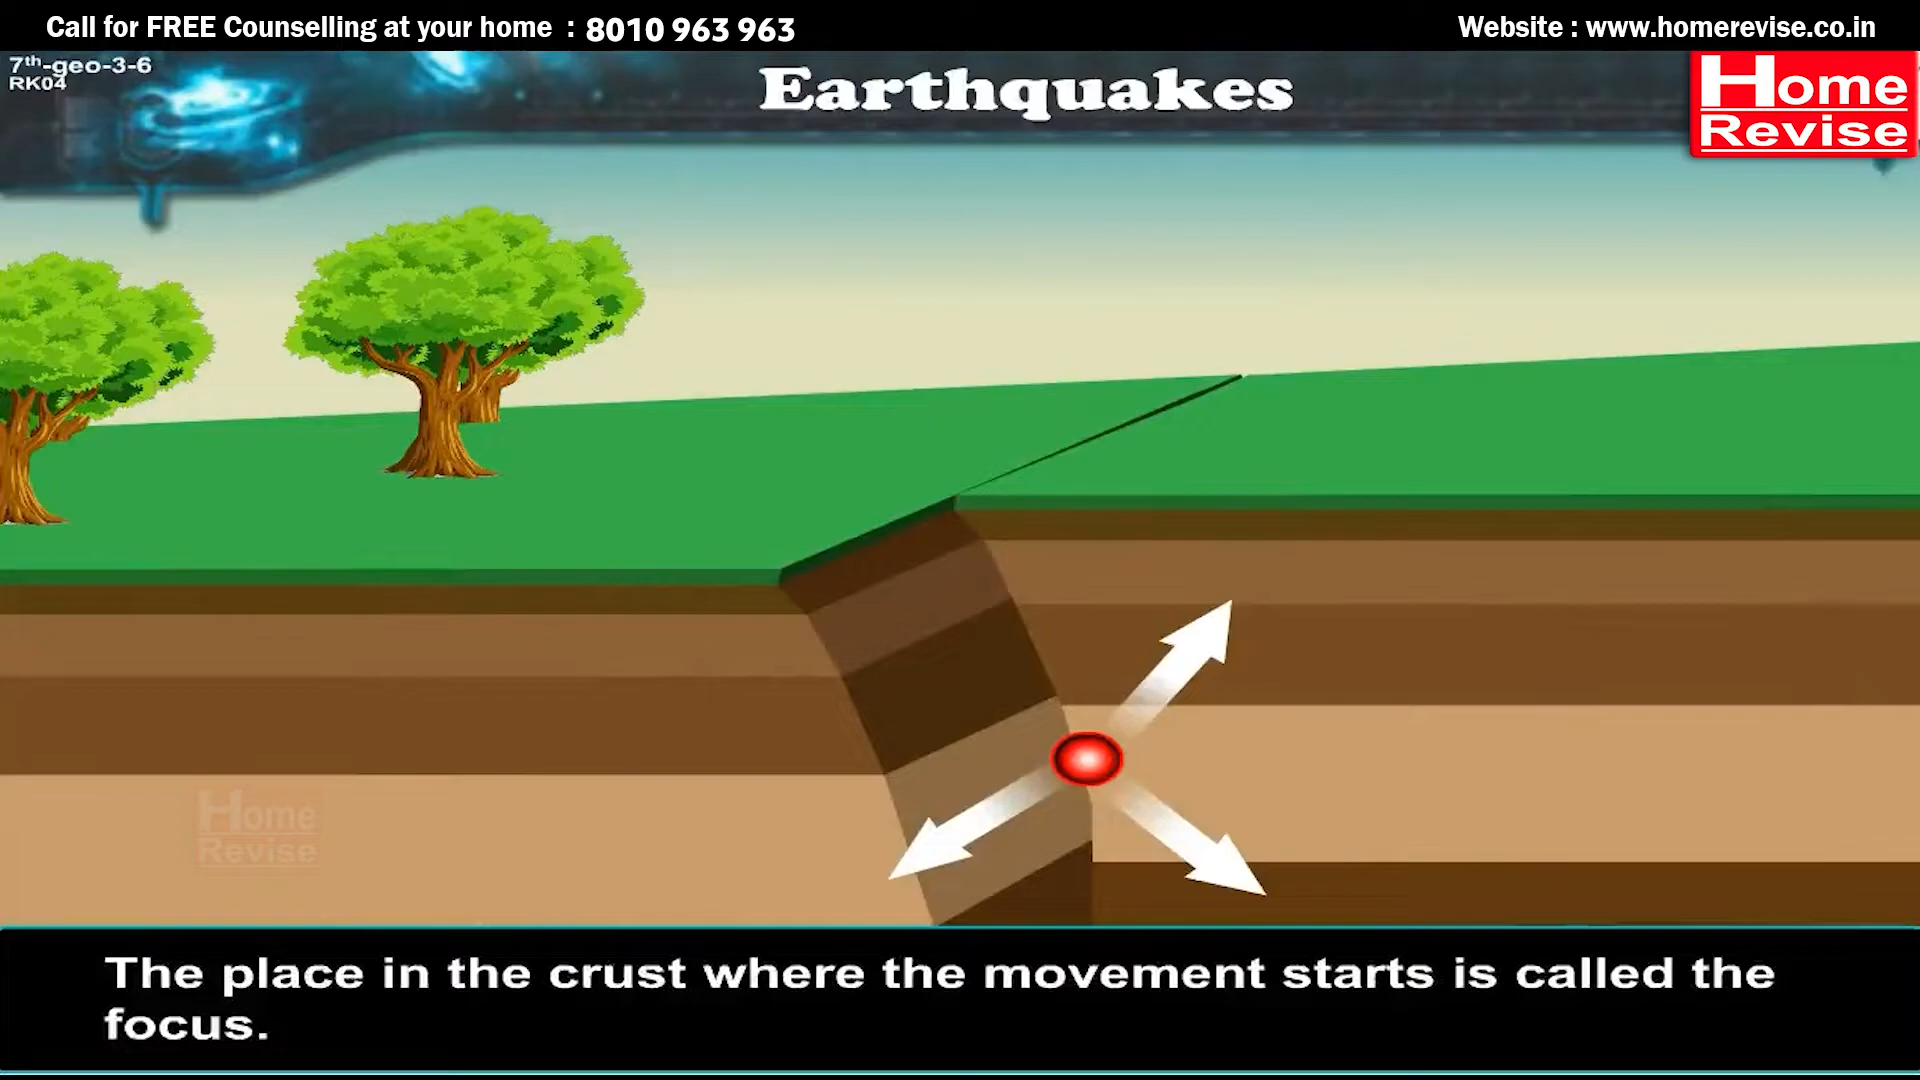 Call for FREE Counselling at your home : 8010 963 963
Website : www.homerevise.co.in
7th-geo-3-6
RK04
Earthquakes
Home
Revise
Home
Revise
The place in the crust where the movement starts is called the
focus.